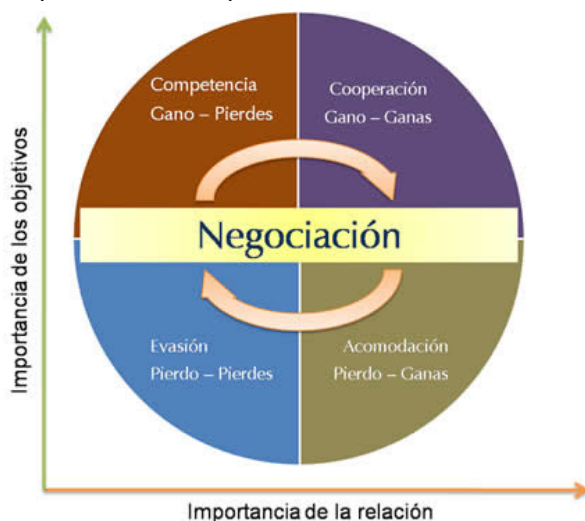 Importancia de los objetivos
Competencia
Gano – Pierdes
Cooperación
Gano – Ganas
Negociación
Evasión
Pierdo – Pierdes
Acomodación
Pierdo – Ganas
Importancia de la relación